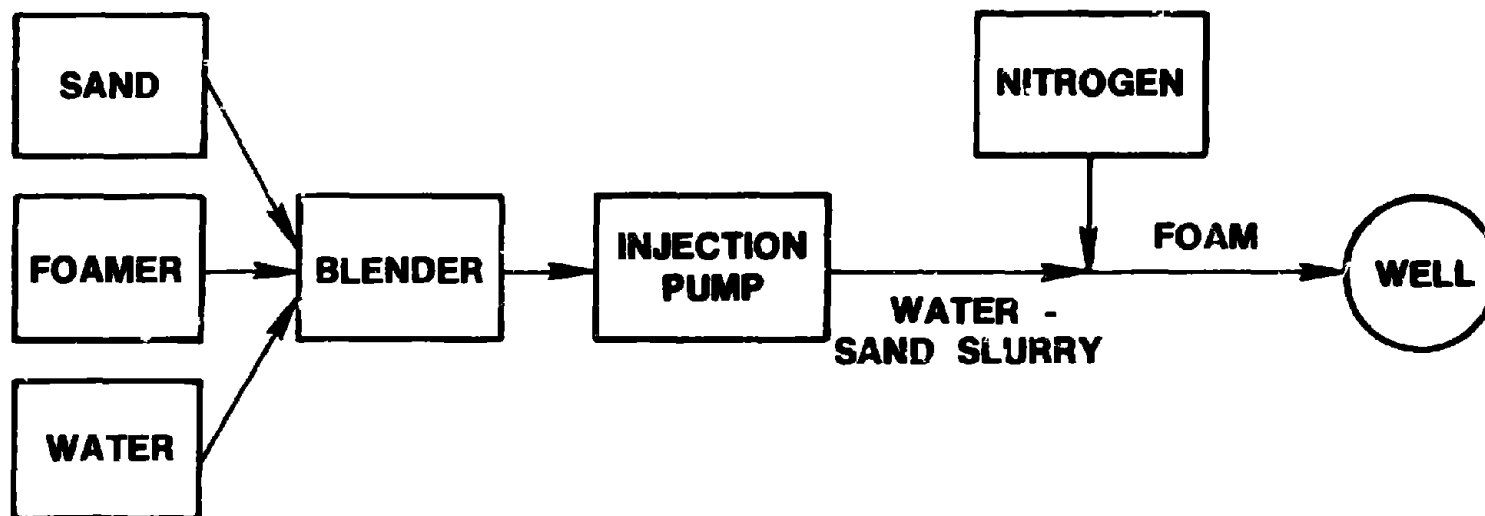 SAND
NITROGEN
FOAMER
BLENDER
INJECTION
PUMP
FOAM
WELL
WATER -
SAND SLURRY
WATER